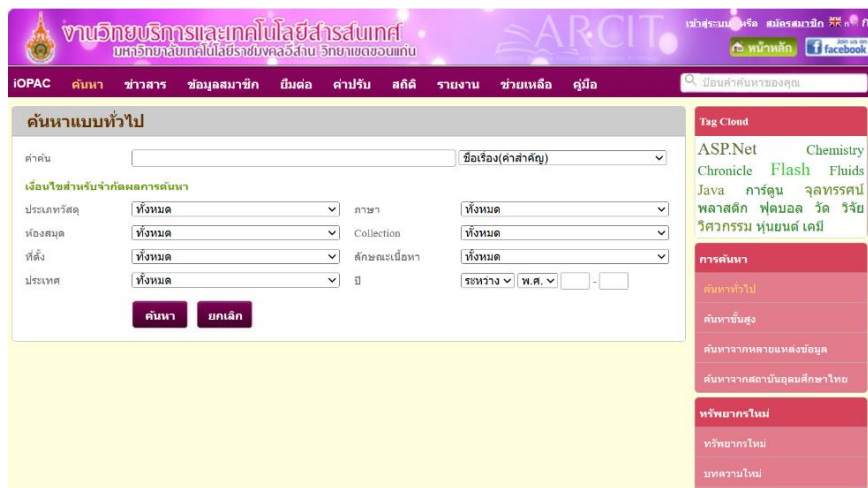 งานวิทยบริการและเทคโนโลยีสารสนเทศ
มหาวิทยาลัยเทคโนโลยีราชมงคลอีสาน วิทยาเขตขอนแก่น
ARCIT
เข้าสู่ระบบ หรือ สมัครสมาชิก
หน้าหลัก
Join us on
facebook
iOPAC ค้นหา ข่าวสาร ข้อมูลสมาชิก ยืมต่อ ค่าปรับ สถิติ รายงาน ช่วยเหลือ คู่มือ
ป้อนคำค้นหาของคุณ
ค้นหาแบบทั่วไป
คำค้น ชื่อเรื่อง(คำสำคัญ)
เงื่อนไขสำหรับจำกัดผลการค้นหา
ประเภทวัสดุ ทั้งหมด ภาษา ทั้งหมด
ห้องสมุด ทั้งหมด Collection ทั้งหมด
ที่ตั้ง ทั้งหมด ลักษณะเนื้อหา ทั้งหมด
ประเทศ ทั้งหมด ปี ระหว่าง พ.ศ. -
ค้นหา ยกเลิก
Tag Cloud
ASP.Net Chemistry
Chronicle Flash Fluids
Java การ์ตูน จุลทรรศน์
พลาสติก ฟุตบอล วัด วิจัย
วิศวกรรม หุ่นยนต์ เคมี
การค้นหา
ค้นหาทั่วไป
ค้นหาขั้นสูง
ค้นหาจากหลายแหล่งข้อมูล
ค้นหาจากสถาบันอุดมศึกษาไทย
ทรัพยากรใหม่
ทรัพยากรใหม่
บทความใหม่